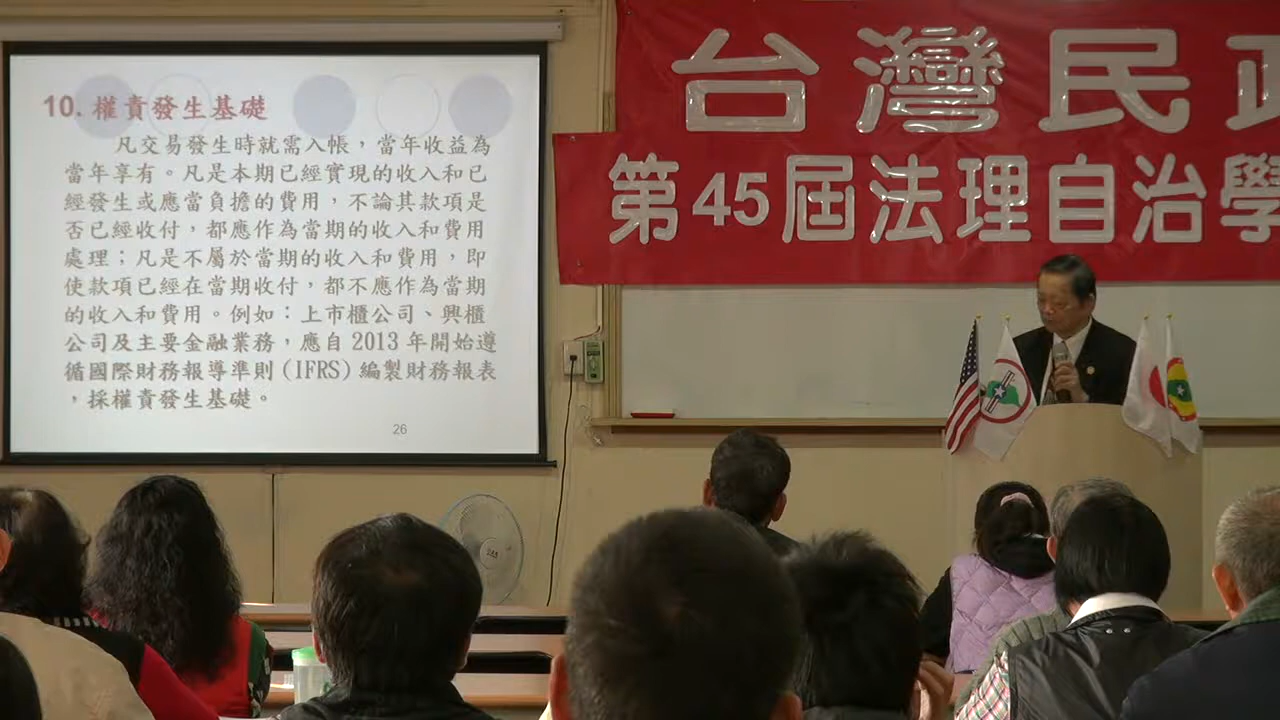 10. 權責發生基礎
凡交易發生時就需入帳，當年收益為
當年享有。凡是本期已經實現的收入和已
經發生或應當負擔的費用，不論其款項是
否已經收付，都應作為當期的收入和費用
處理；凡是不屬於當期的收入和費用，即
使款項已經在當期收付，都不應作為當期
的收入和費用。例如：上市櫃公司、興櫃
公司及主要金融業務，應自 2013 年開始遵
循國際財務報導準則(IFRS)編製財務報表
，採權責發生基礎。
26
台灣民政
第45屆法理自治學